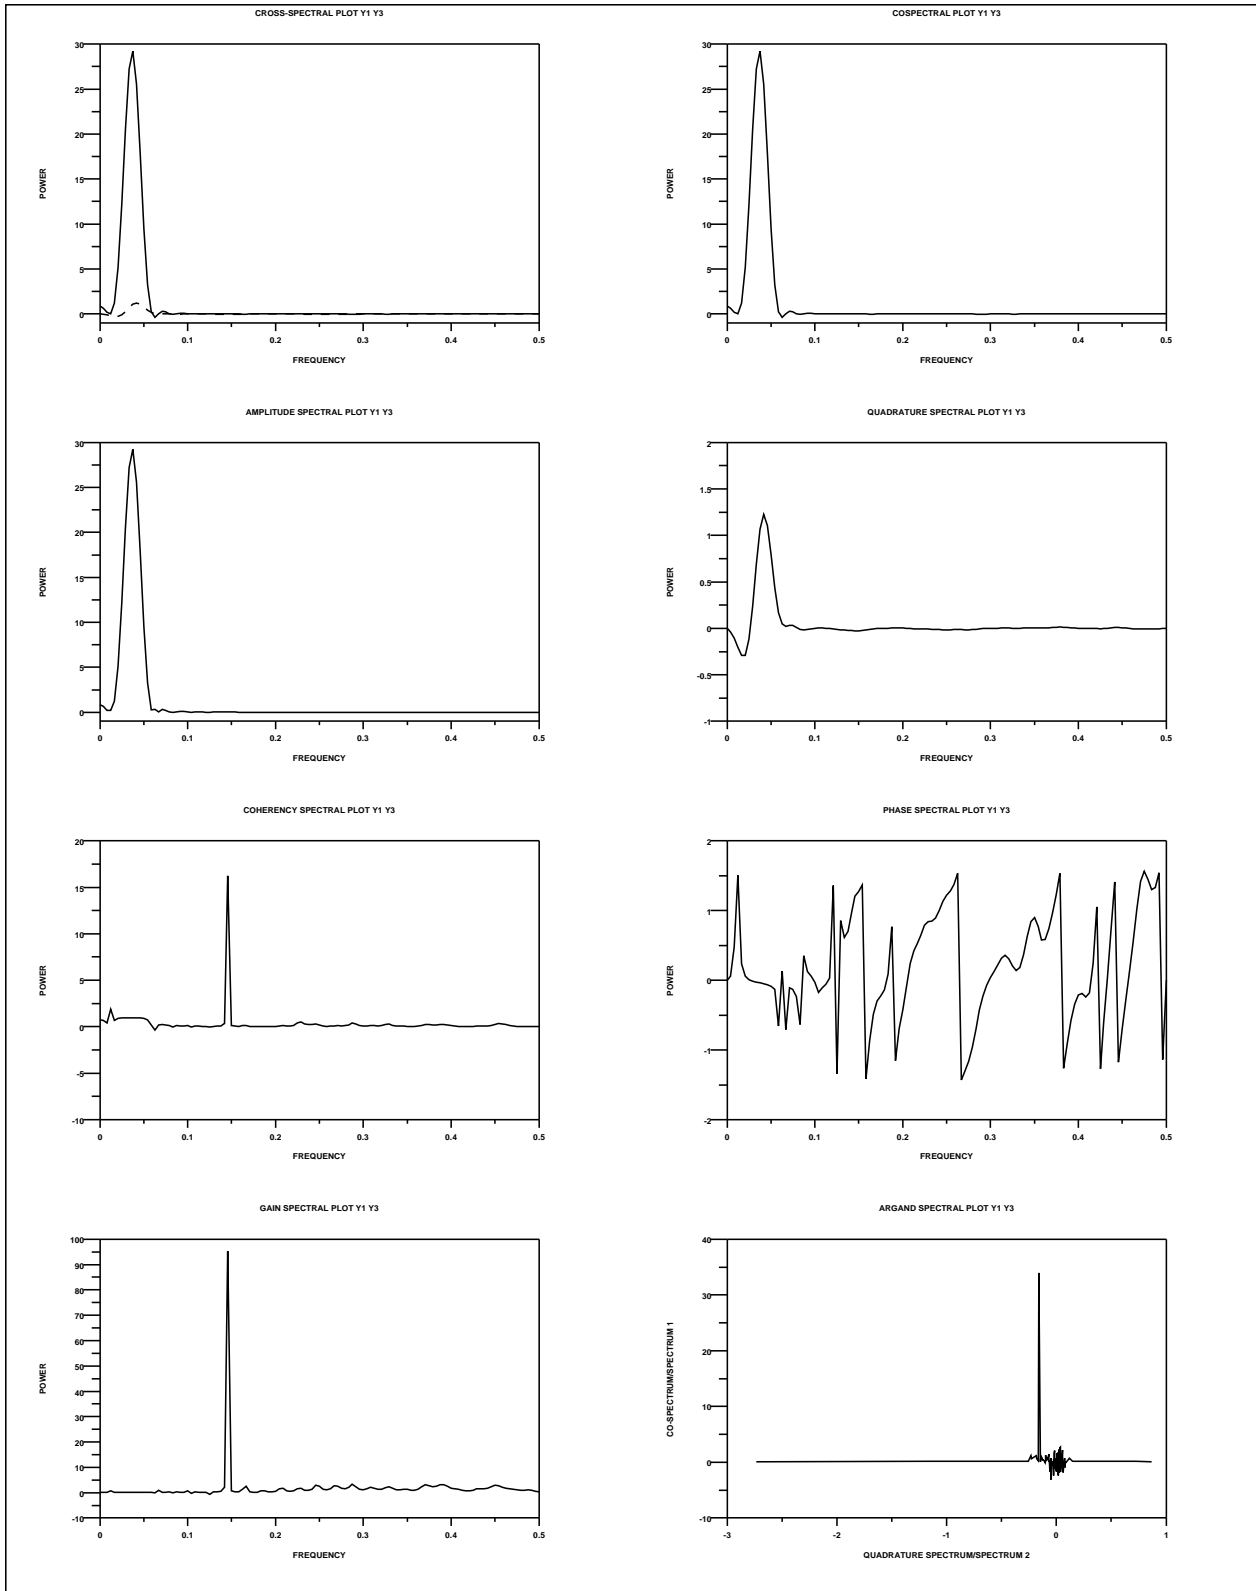 CROSS-SPECTRAL PLOT Y1 Y3
30
25
20
15
10
5
0
POWER
0 0.1 0.2 0.3 0.4 0.5
FREQUENCY
COSPECTRAL PLOT Y1 Y3
30
25
20
15
10
5
0
POWER
0 0.1 0.2 0.3 0.4 0.5
FREQUENCY
AMPLITUDE SPECTRAL PLOT Y1 Y3
30
25
20
15
10
5
0
POWER
0 0.1 0.2 0.3 0.4 0.5
FREQUENCY
QUADRATURE SPECTRAL PLOT Y1 Y3
2
1.5
1
0.5
0
-0.5
-1
POWER
0 0.1 0.2 0.3 0.4 0.5
FREQUENCY
COHERENCY SPECTRAL PLOT Y1 Y3
20
15
10
5
0
-5
-10
POWER
0 0.1 0.2 0.3 0.4 0.5
FREQUENCY
PHASE SPECTRAL PLOT Y1 Y3
2
1
0
-1
-2
POWER
0 0.1 0.2 0.3 0.4 0.5
FREQUENCY
GAIN SPECTRAL PLOT Y1 Y3
100
90
80
70
60
50
40
30
20
10
0
-10
POWER
0 0.1 0.2 0.3 0.4 0.5
FREQUENCY
ARGAND SPECTRAL PLOT Y1 Y3
40
30
20
10
0
-10
CO-SPECTRUM/SPECTRUM 1
-3 -2 -1 0 1
QUADRATURE SPECTRUM/SPECTRUM 2